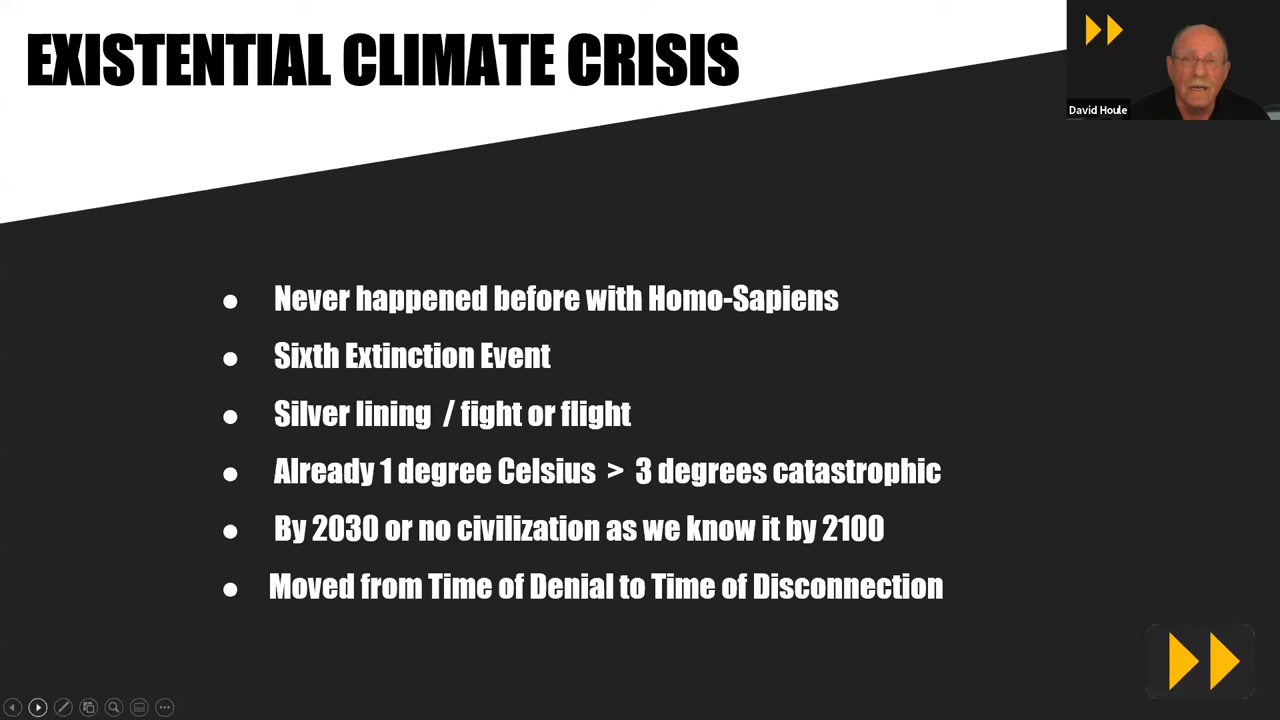 EXISTENTIAL CLIMATE CRISIS
David Houle
● Never happened before with Homo-Sapiens
● Sixth Extinction Event
● Silver lining / fight or flight
● Already 1 degree Celsius > 3 degrees catastrophic
● By 2030 or no civilization as we know it by 2100
● Moved from Time of Denial to Time of Disconnection